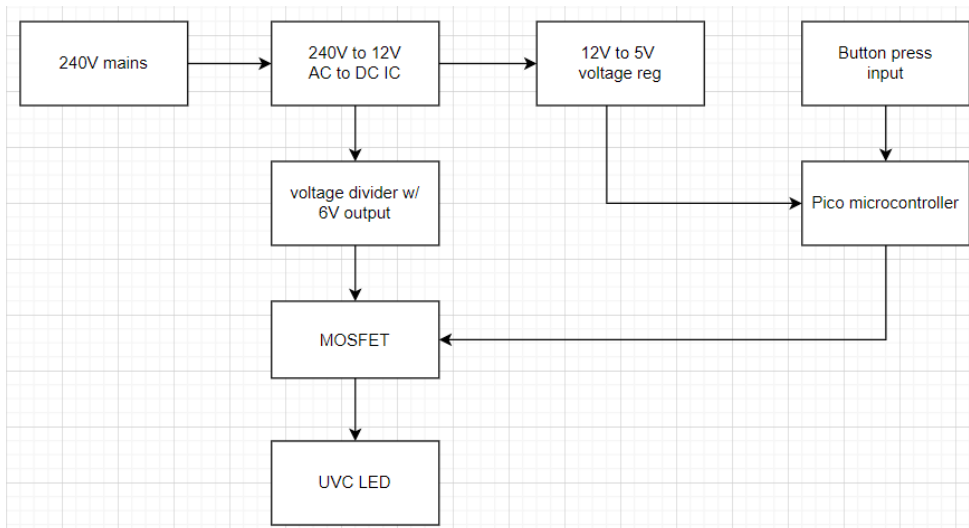 240V mains
240V to 12V
AC to DC IC
12V to 5V
voltage reg
Button press
input
voltage divider w/
6V output
Pico microcontroller
MOSFET
UVC LED